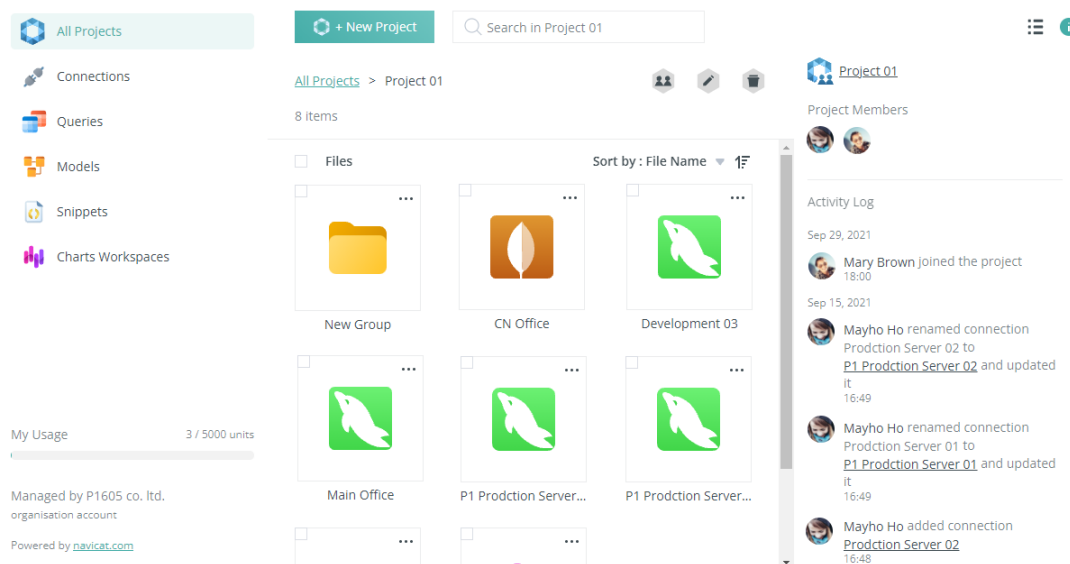 All Projects
Connections
Queries
Models
Snippets
Charts Workspaces
My Usage
3 / 5000 units
Managed by P1605 co. ltd.
organisation account
Powered by navicat.com
+ New Project
Search in Project 01
All Projects > Project 01
8 items
Files
Sort by : File Name
New Group
CN Office
Development 03
Main Office
P1 Prodction Server...
P1 Prodction Server...
Project 01
Project Members
Activity Log
Sep 29, 2021
Mary Brown joined the project
18:00
Sep 15, 2021
Mayho Ho renamed connection
Prodction Server 02 to
P1 Prodction Server 02 and updated
it
16:49
Mayho Ho renamed connection
Prodction Server 01 to
P1 Prodction Server 01 and updated
it
16:49
Mayho Ho added connection
Prodction Server 02
16:48